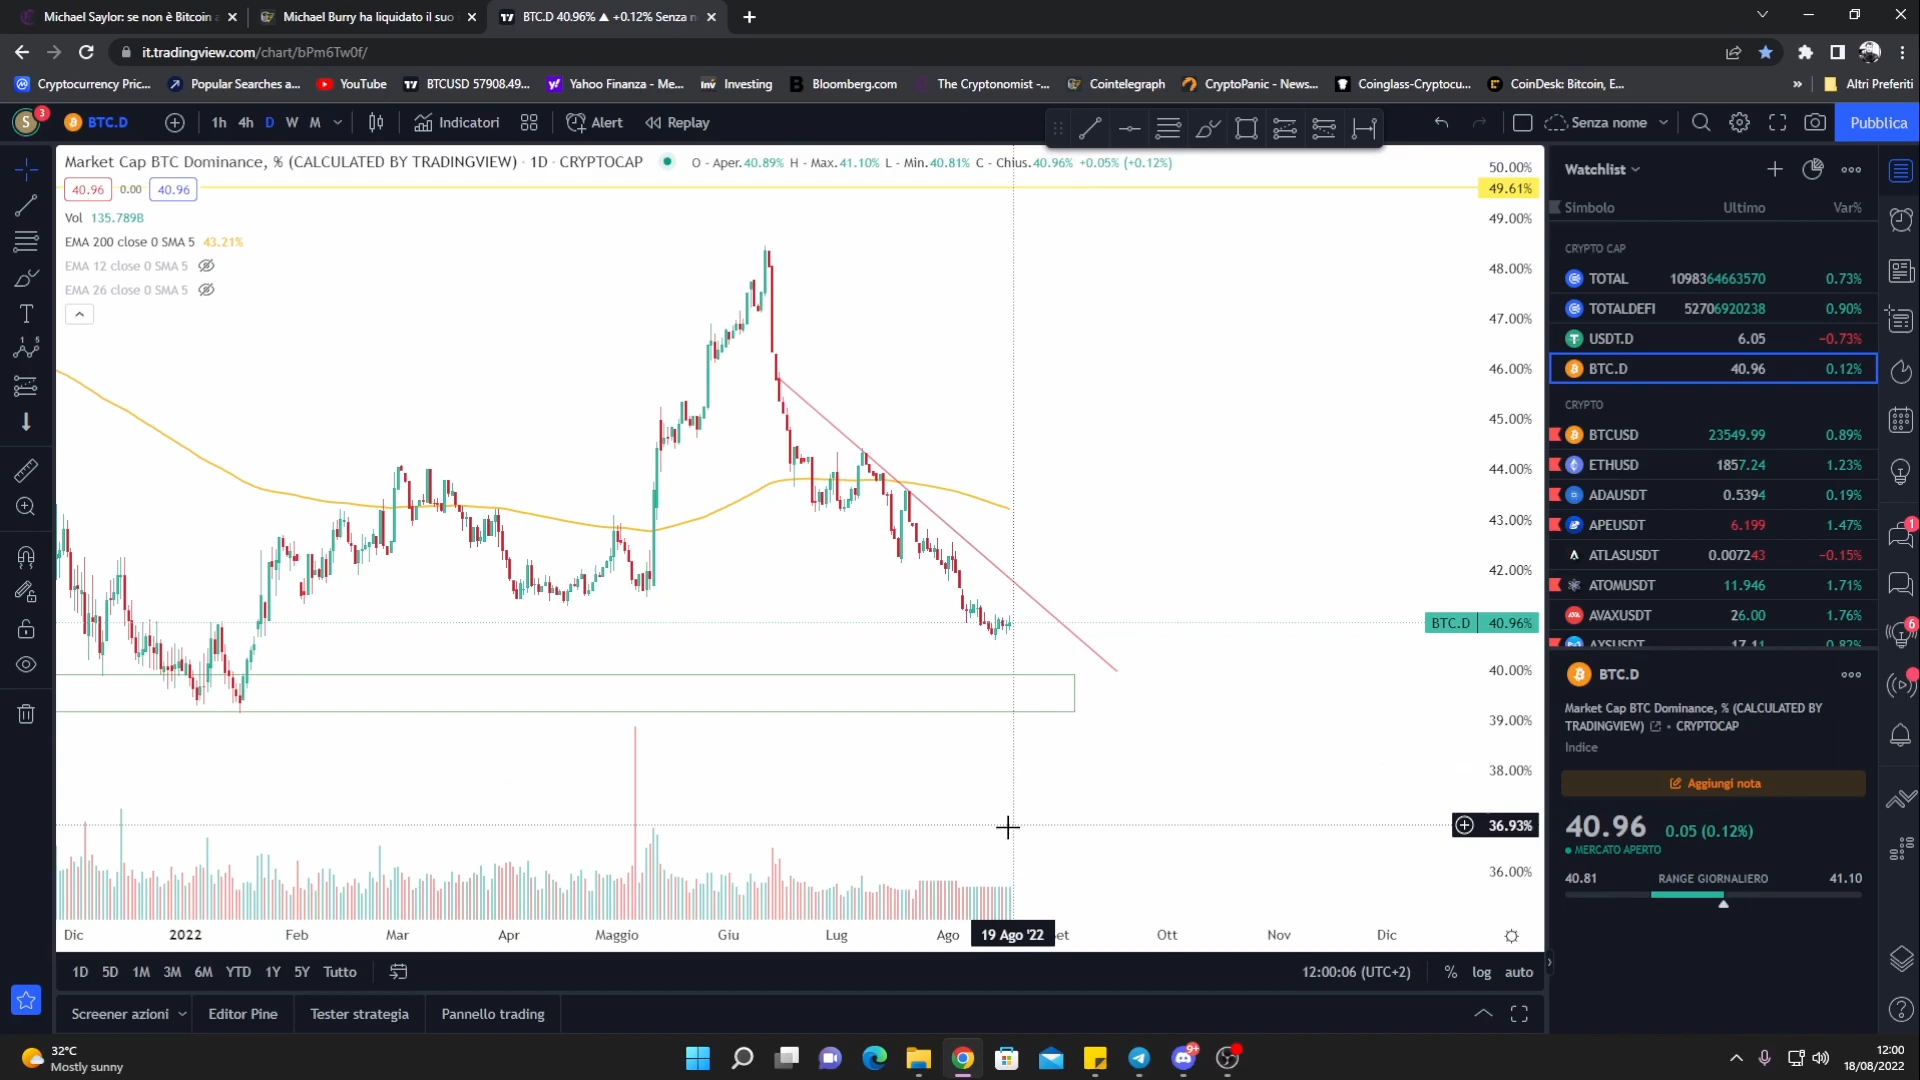 Michael Saylor: se non è Bitcoin
Michael Burry ha liquidato il suo
BTC.D 40.96% ▲ +0.12% Senza n
it.tradingview.com/chart/bPm6Tw0f/
Cryptocurrency Pric...
Popular Searches a...
YouTube
BTCUSD 57908.49...
Yahoo Finanza - Me...
Investing
Bloomberg.com
The Cryptonomist -...
Cointelegraph
CryptoPanic - News...
Coinglass-Cryptocu...
CoinDesk: Bitcoin, E...
» Altri Preferiti
S 3 BTC.D 1h 4h D W M Indicatori Alert Replay Senza nome Pubblica
Market Cap BTC Dominance, % (CALCULATED BY TRADINGVIEW) · 1D · CRYPTOCAP
O - Aper.40.89% H - Max.41.10% L - Min.40.81% C - Chius.40.96% +0.05 (+0.12%)
40.96 0.00 40.96
Vol 135.789B
EMA 200 close 0 SMA 5 43.21%
EMA 12 close 0 SMA 5
EMA 26 close 0 SMA 5
50.00%
49.61%
49.00%
48.00%
47.00%
46.00%
45.00%
44.00%
43.00%
42.00%
BTC.D 40.96%
40.00%
39.00%
38.00%
36.93%
36.00%
Dic 2022 Feb Mar Apr Maggio Giu Lug Ago 19 Ago '22 et Ott Nov Dic
1D 5D 1M 3M 6M YTD 1Y 5Y Tutto
12:00:06 (UTC+2) % log auto
Screener azioni Editor Pine Tester strategia Pannello trading
Watchlist
Simbolo Ultimo Var%
CRYPTO CAP
TOTAL 1098364663570 0.73%
TOTALDEFI 52706920238 0.90%
USDT.D 6.05 −0.73%
BTC.D 40.96 0.12%
CRYPTO
BTCUSD 23549.99 0.89%
ETHUSD 1857.24 1.23%
ADAUSDT 0.5394 0.19%
APEUSDT 6.199 1.47%
ATLASUSDT 0.007243 −0.15%
ATOMUSDT 11.946 1.71%
AVAXUSDT 26.00 1.76%
AXSUSDT 17.11 0.82%
BTC.D
Market Cap BTC Dominance, % (CALCULATED BY
TRADINGVIEW) • CRYPTOCAP
Indice
Aggiungi nota
40.96 0.05 (0.12%)
MERCATO APERTO
40.81 RANGE GIORNALIERO 41.10
1
6
32°C
Mostly sunny
9+
12:00
18/08/2022